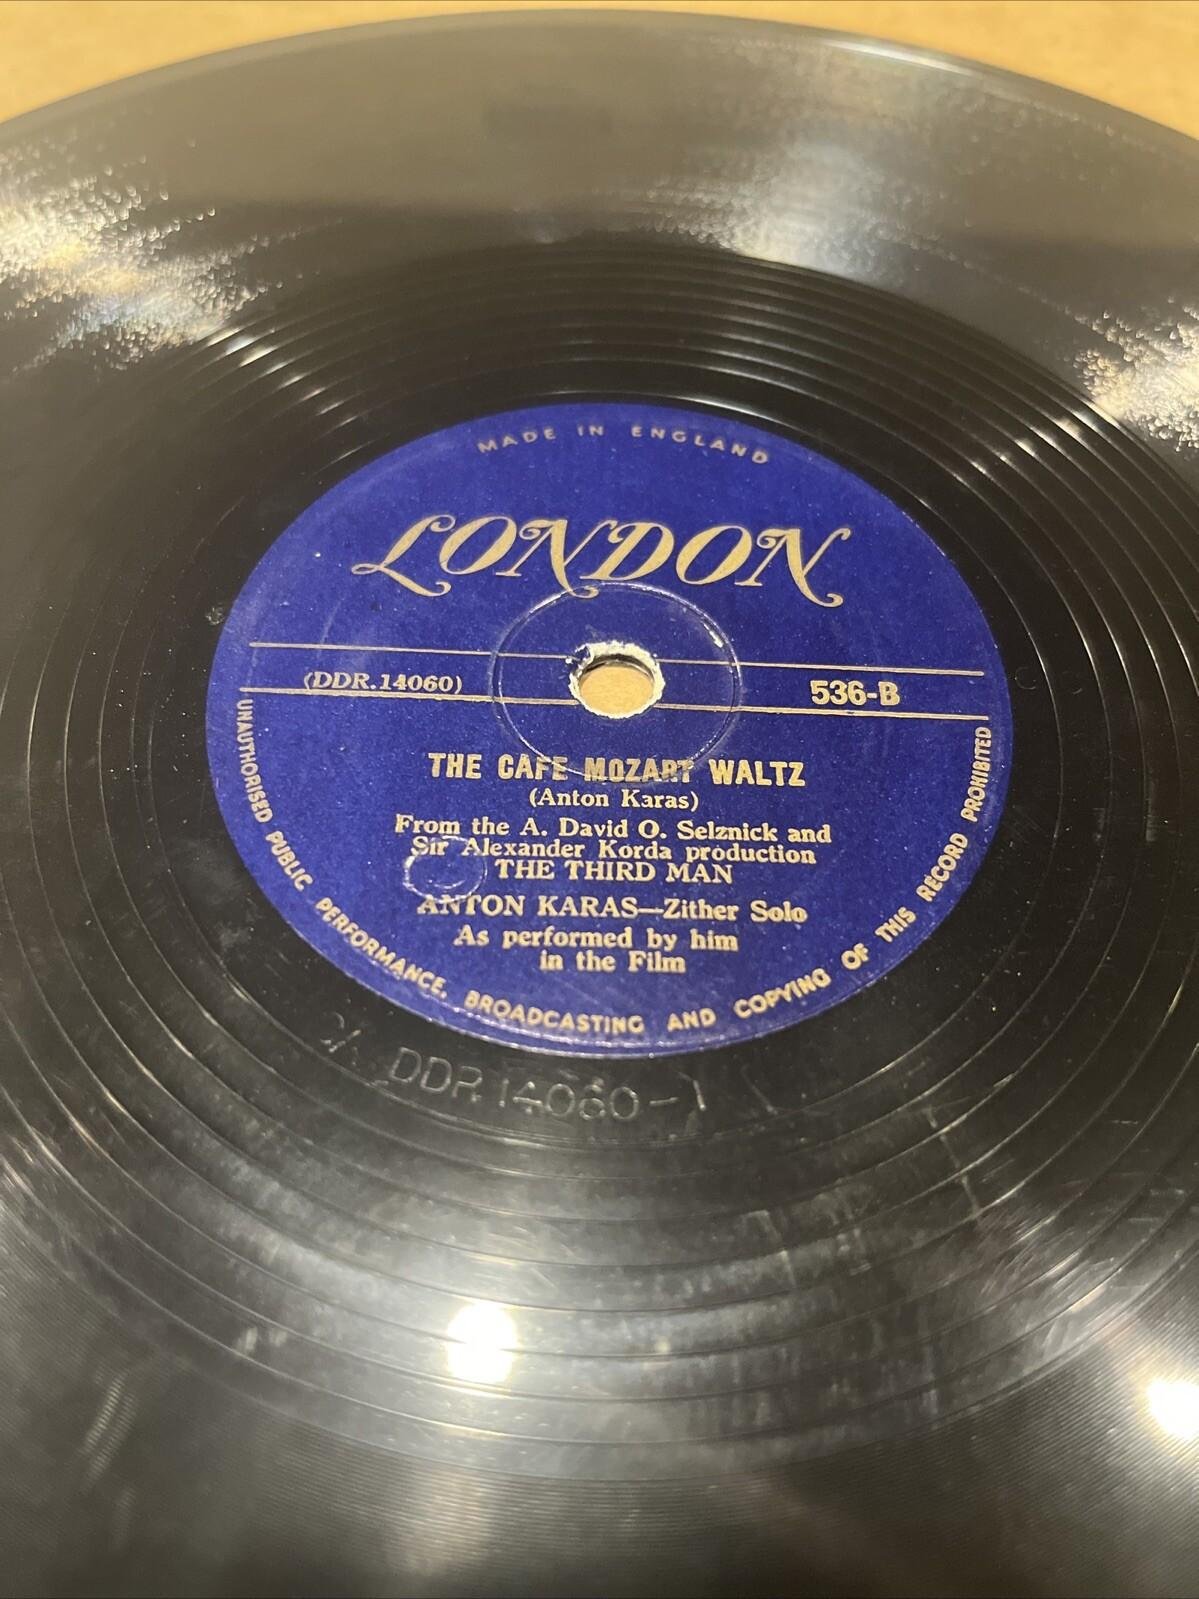 MADE IN ENGLAND
LONDON
(DDR.14060)
536-B
THE CAFE MOZART WALTZ
(Anton Karas)
From the A. David O. Selznick and
Sir Alexander Korda production
THE THIRD MAN
ANTON KARAS—Zither Solo
As performed by him
in the Film
UNAUTHORISED PUBLIC PERFORMANCE, BROADCASTING AND COPYING OF THIS RECORD PROHIBITED
DDR 14060-1